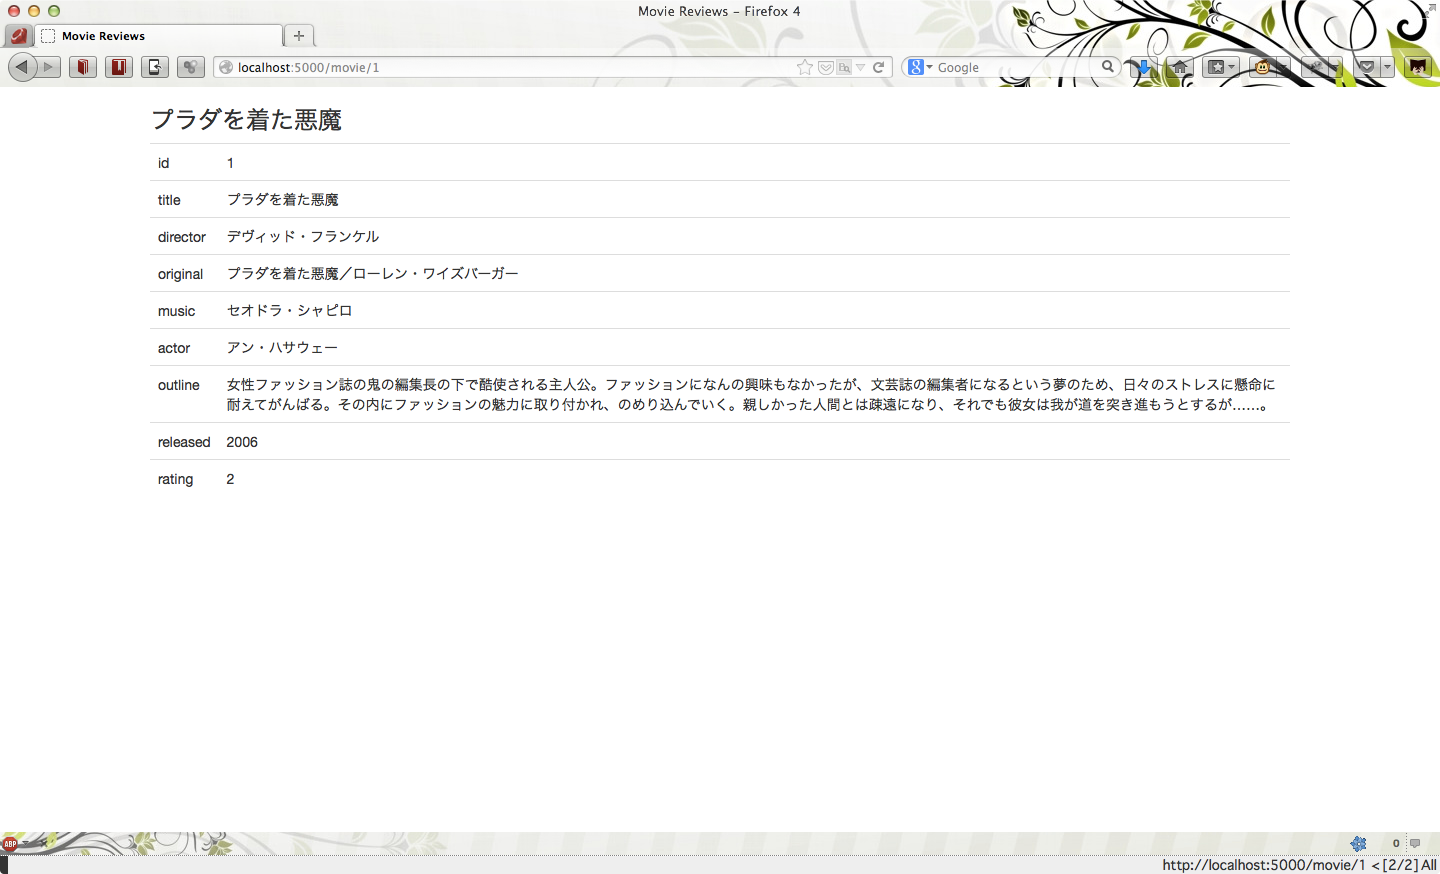 Movie Reviews – Firefox 4
Movie Reviews
localhost:5000/movie/1
Google
プラダを着た悪魔
id 1
title プラダを着た悪魔
director デヴィッド・フランケル
original プラダを着た悪魔／ローレン・ワイズバーガー
music セオドラ・シャピロ
actor アン・ハサウェー
outline 女性ファッション誌の鬼の編集長の下で酷使される主人公。ファッションになんの興味もなかったが、文芸誌の編集者になるという夢のため、日々のストレスに懸命に
耐えてがんばる。その内にファッションの魅力に取り付かれ、のめり込んでいく。親しかった人間とは疎遠になり、それでも彼女は我が道を突き進もうとするが……。
released 2006
rating 2
ABP
0
http://localhost:5000/movie/1 <[2/2] All